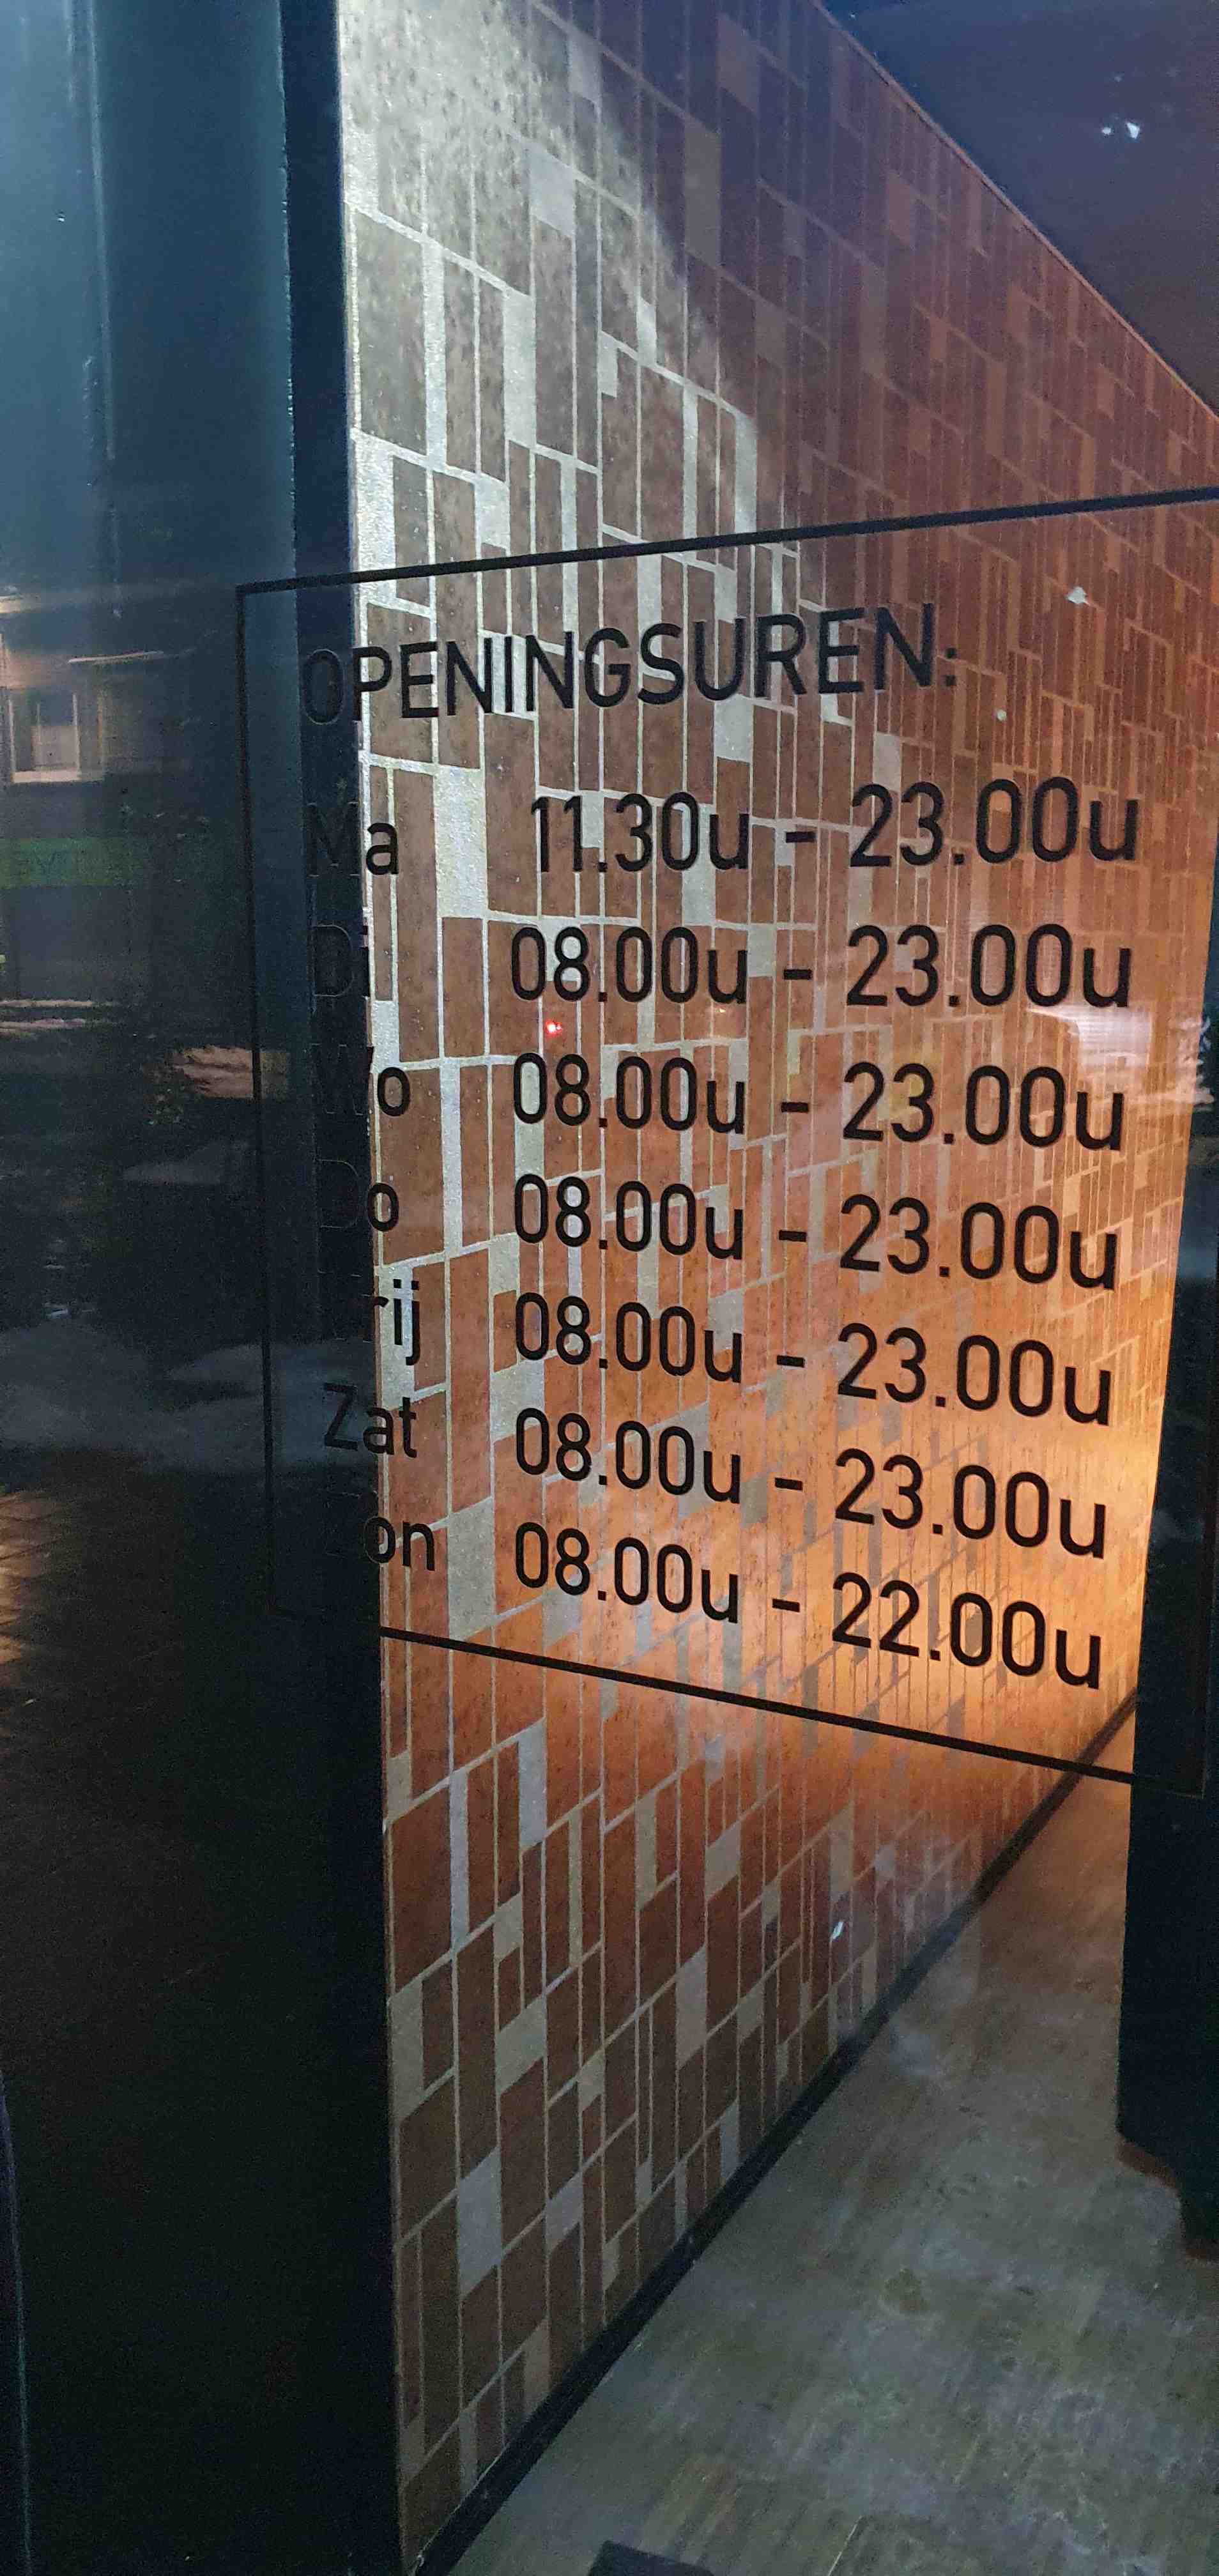 OPENINGSUREN:
Ma 11.30u - 23.00u
Di 08.00u - 23.00u
Wo 08.00u - 23.00u
Do 08.00u - 23.00u
Vrij 08.00u - 23.00u
Zat 08.00u - 23.00u
Zon 08.00u - 22.00u